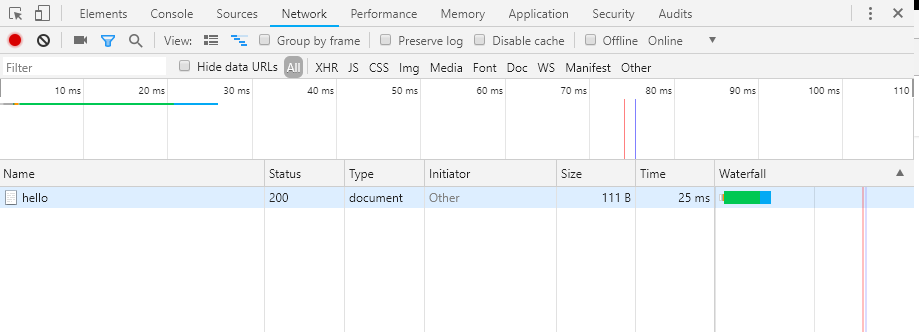 Elements Console Sources Network Performance Memory Application Security Audits
View: Group by frame Preserve log Disable cache Offline Online
Filter Hide data URLs All XHR JS CSS Img Media Font Doc WS Manifest Other
10 ms 20 ms 30 ms 40 ms 50 ms 60 ms 70 ms 80 ms 90 ms 100 ms 110
Name Status Type Initiator Size Time Waterfall
hello 200 document Other 111 B 25 ms